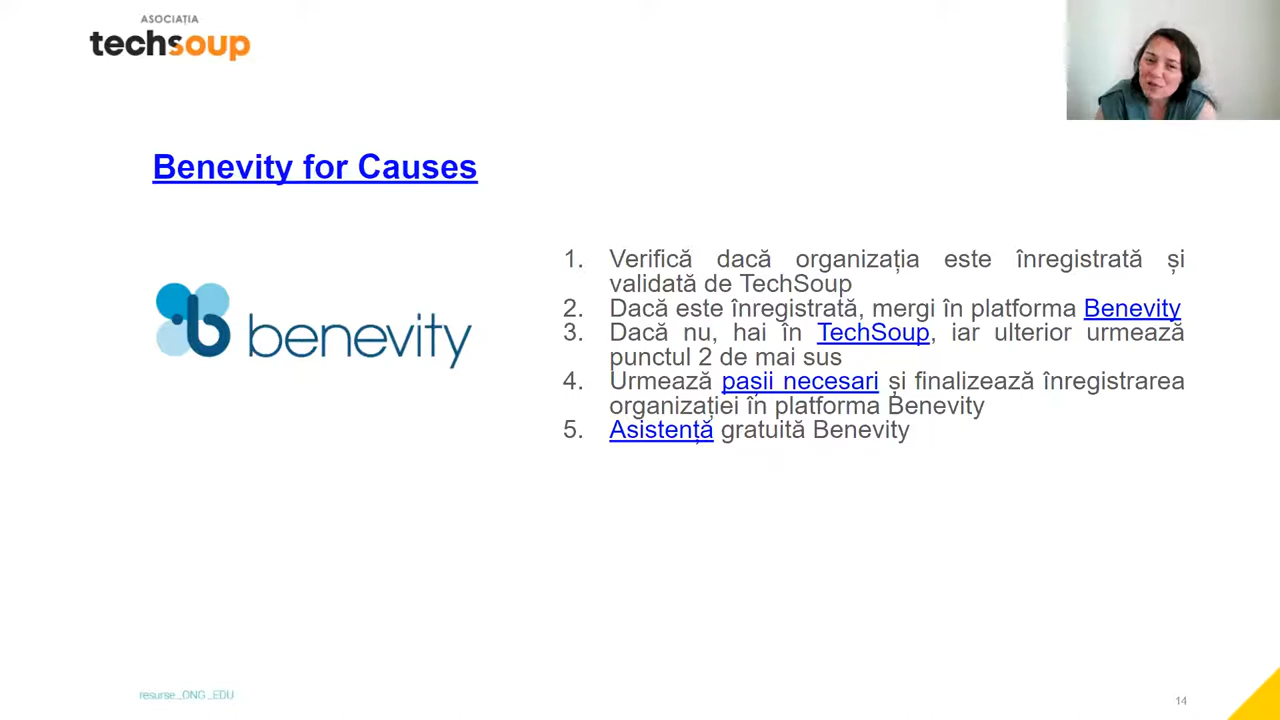 ASOCIAȚIA
techsoup
Benevity for Causes
benevity
1. Verifică dacă organizația este înregistrată și
validată de TechSoup
2. Dacă este înregistrată, mergi în platforma Benevity
3. Dacă nu, hai în TechSoup, iar ulterior urmează
punctul 2 de mai sus
4. Urmează pașii necesari și finalizează înregistrarea
organizației în platforma Benevity
5. Asistență gratuită Benevity
resurse_ONG_EDU
14